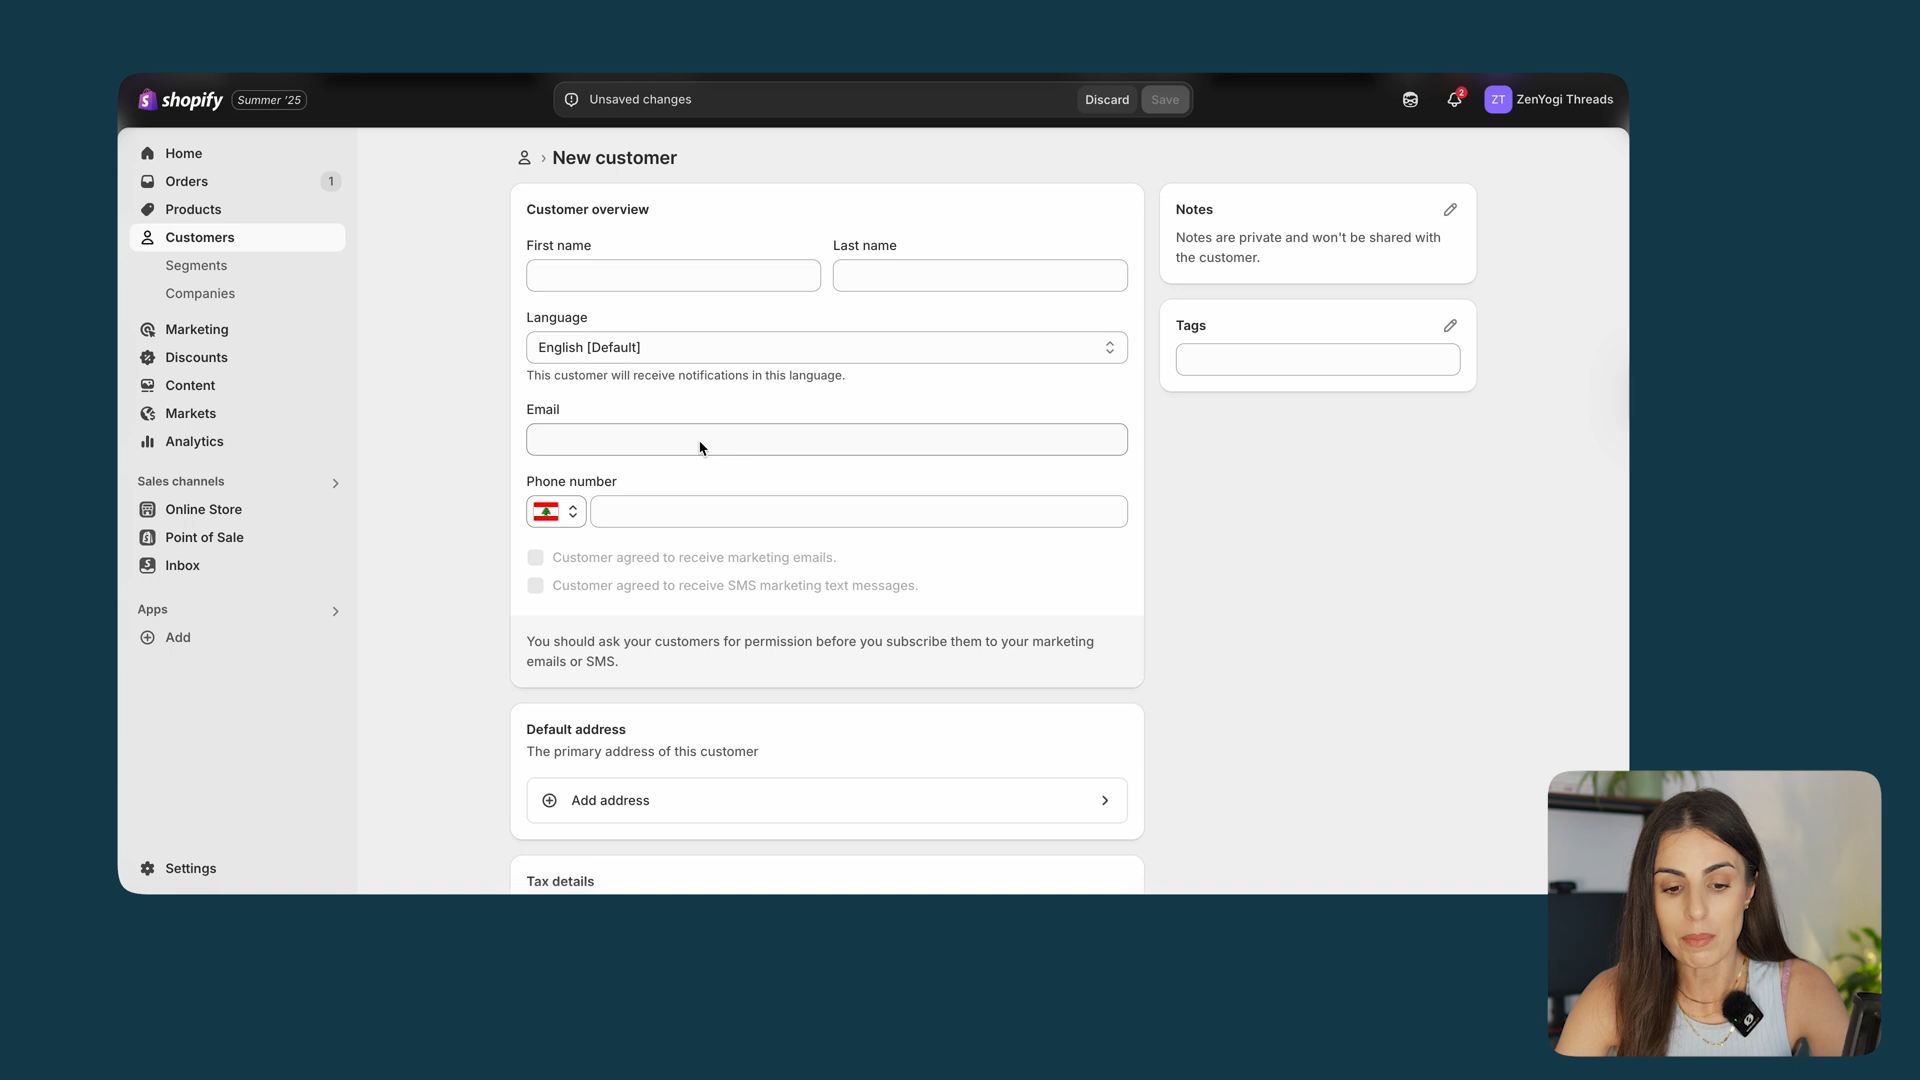 shopify
Summer '25
Unsaved changes
Discard
Save
2
ZT
ZenYogi Threads
Home
Orders
1
Products
Customers
Segments
Companies
Marketing
Discounts
Content
Markets
Analytics
Sales channels
Online Store
Point of Sale
Inbox
Apps
Add
Settings
New customer
Customer overview
First name
Last name
Language
English [Default]
This customer will receive notifications in this language.
Email
Phone number
Customer agreed to receive marketing emails.
Customer agreed to receive SMS marketing text messages.
You should ask your customers for permission before you subscribe them to your marketing
emails or SMS.
Default address
The primary address of this customer
Add address
Tax details
Notes
Notes are private and won't be shared with
the customer.
Tags